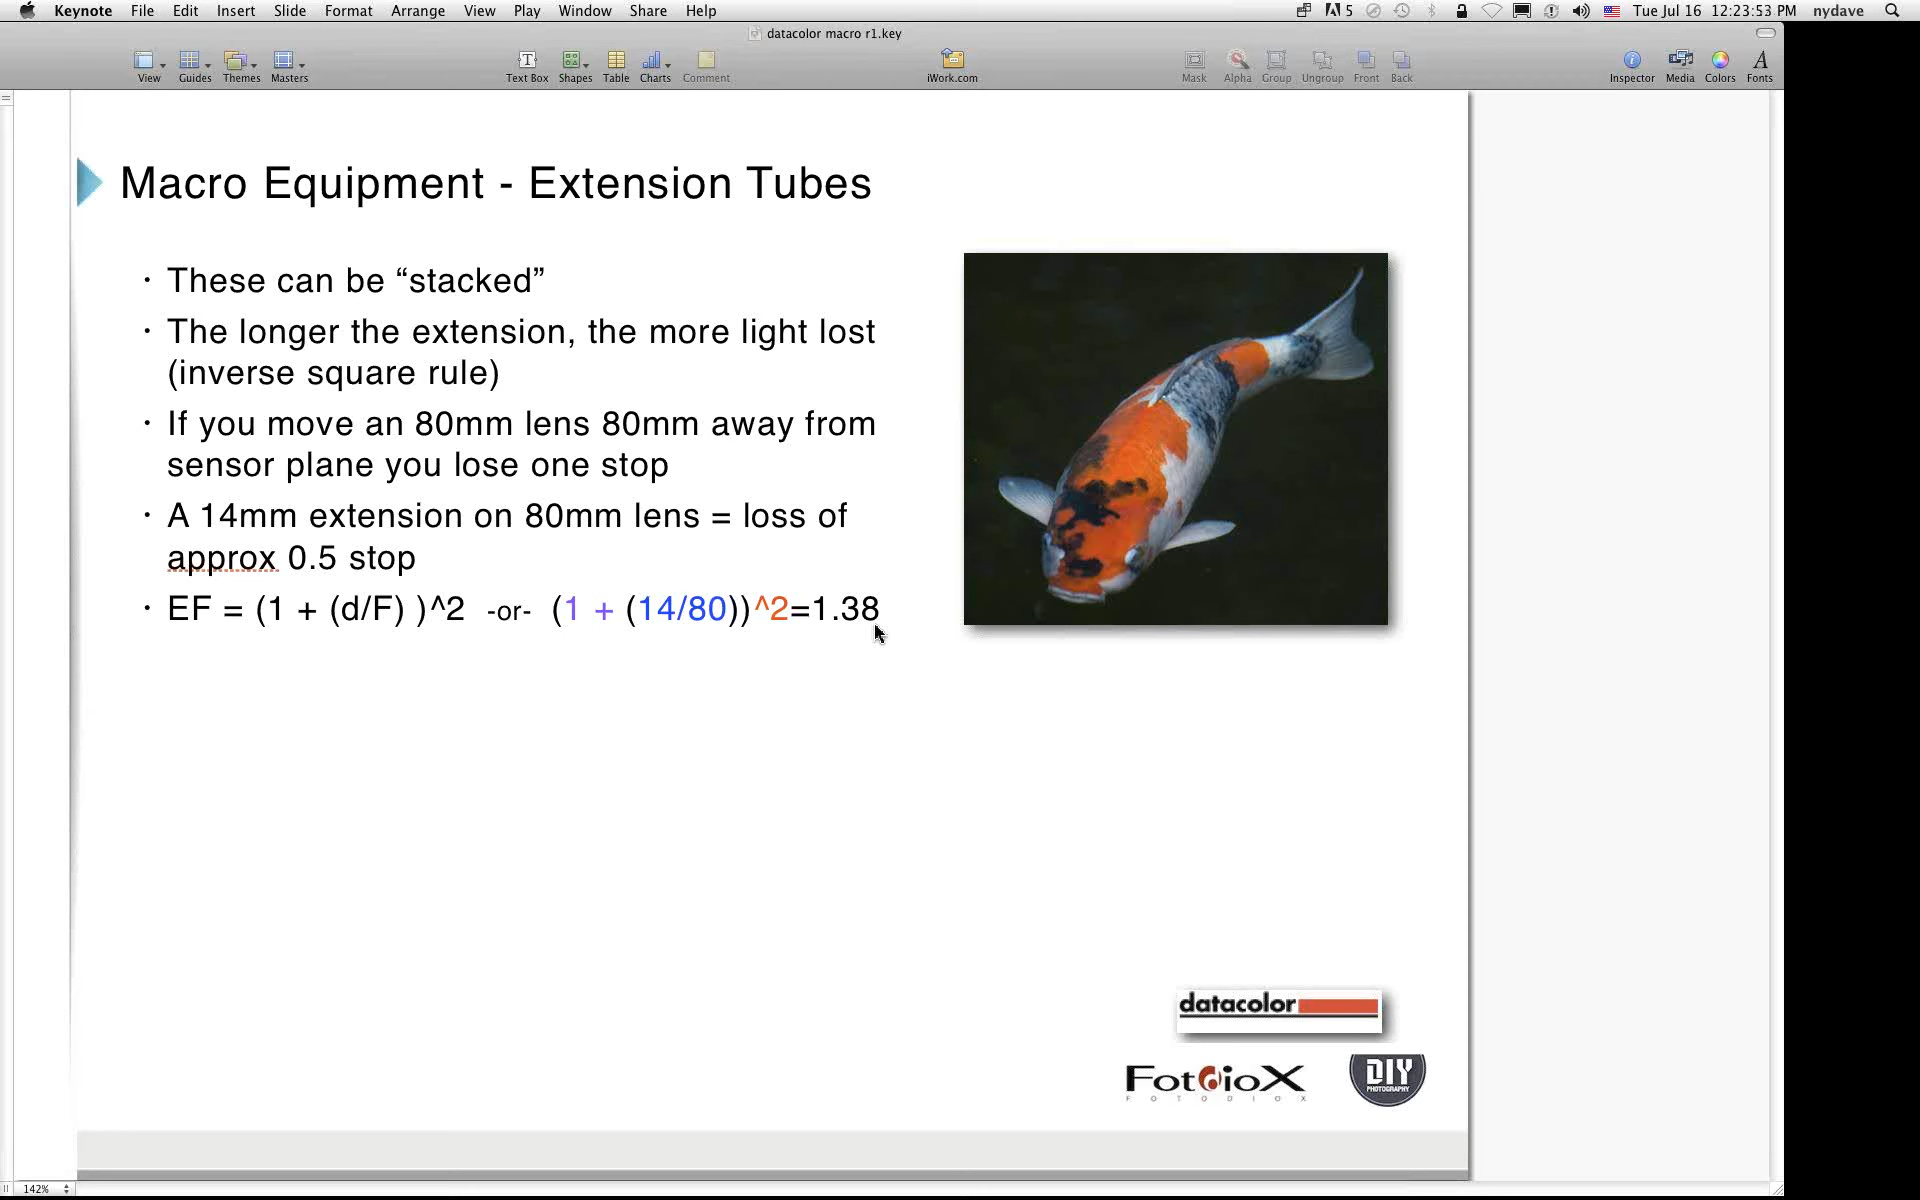 Keynote File Edit Insert Slide Format Arrange View Play Window Share Help 5 Tue Jul 16 12:23:53 PM nydave
datacolor macro r1.key
View Guides Themes Masters Text Box Shapes Table Charts Comment iWork.com Mask Alpha Group Ungroup Front Back Inspector Media Colors Fonts
Macro Equipment - Extension Tubes
· These can be “stacked”
· The longer the extension, the more light lost
(inverse square rule)
· If you move an 80mm lens 80mm away from
sensor plane you lose one stop
· A 14mm extension on 80mm lens = loss of
approx 0.5 stop
· EF = (1 + (d/F) )^2 -or- (1 + (14/80))^2=1.38
datacolor
FotdioX
FOTODIOX
DIY
PHOTOGRAPHY
142%